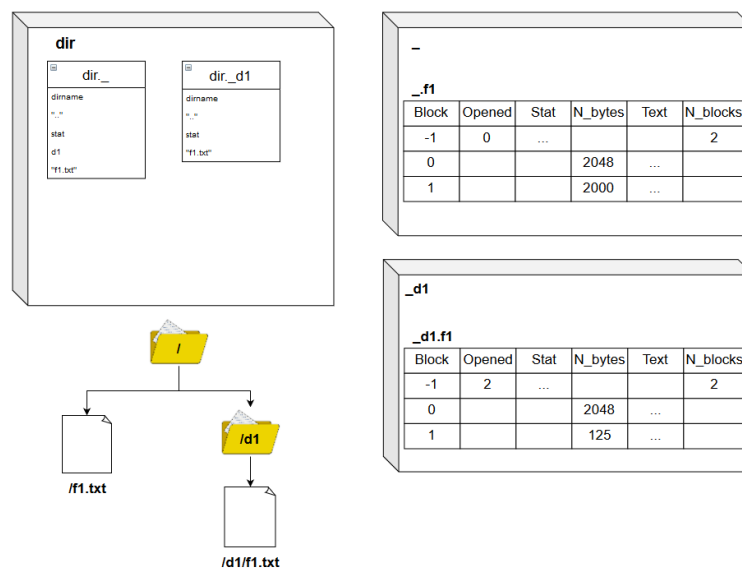 dir
dir._
dirname
".."
stat
d1
"f1.txt"
dir._d1
dirname
".."
stat
"f1.txt"
/
/d1
/f1.txt
/d1/f1.txt
_
_.f1
Block Opened Stat N_bytes Text N_blocks
-1 0 ... 2
0 2048 ...
1 2000 ...
_d1
_d1.f1
Block Opened Stat N_bytes Text N_blocks
-1 2 ... 2
0 2048 ...
1 125 ...